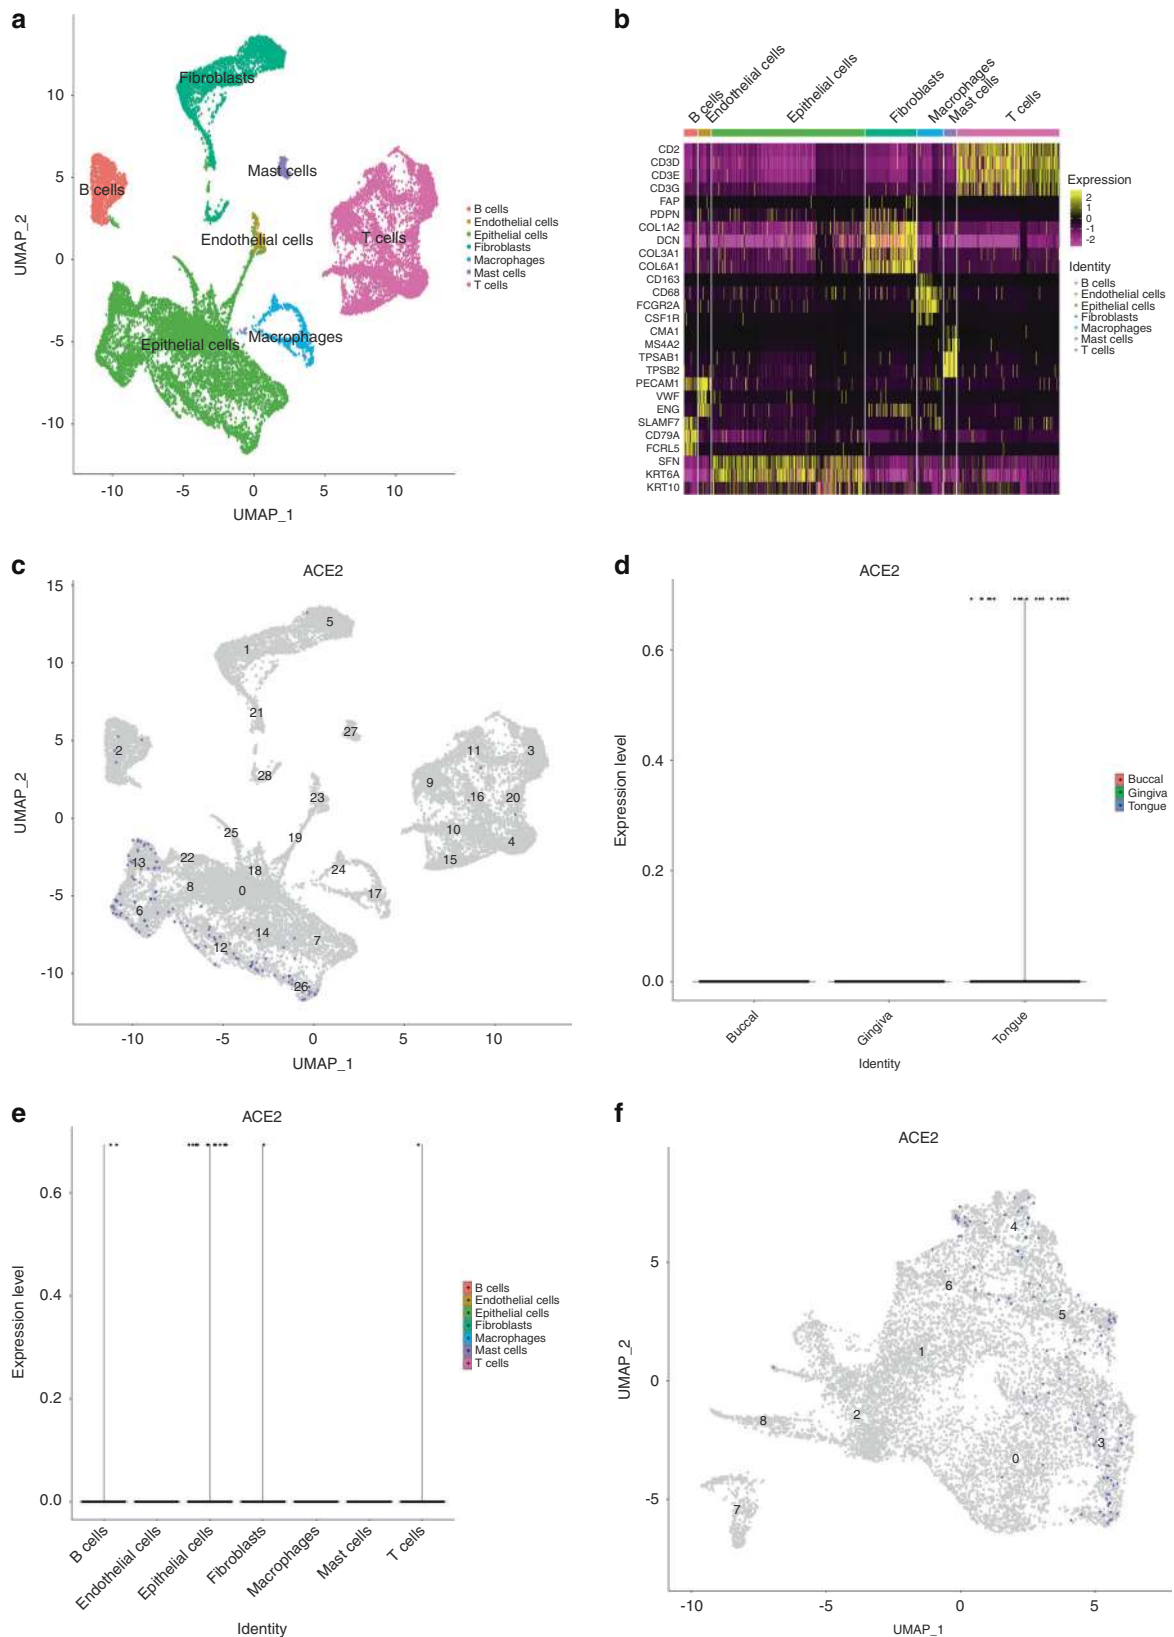 a
10
5
0
-5
-10
UMAP_2
-10
-5
0
5
10
UMAP_1
Fibroblasts
Mast cells
B cells
Endothelial cells
T cells
Epithelial cells
Macrophages
B cells
Endothelial cells
Epithelial cells
Fibroblasts
Macrophages
Mast cells
T cells
b
B cells
Endothelial cells
Epithelial cells
Fibroblasts
Macrophages
Mast cells
T cells
CD2
CD3D
CD3E
CD3G
FAP
PDPN
COL1A2
DCN
COL3A1
COL6A1
CD163
CD68
FCGR2A
CSF1R
CMA1
MS4A2
TPSAB1
TPSB2
PECAM1
VWF
ENG
SLAMF7
CD79A
FCRL5
SFN
KRT6A
KRT10
Expression
2
1
0
-1
-2
Identity
B cells
Endothelial cells
Epithelial cells
Fibroblasts
Macrophages
Mast cells
T cells
c
ACE2
15
10
5
0
-5
-10
UMAP_2
-10
-5
0
5
10
UMAP_1
5
1
21
27
2
11
3
28
9
23
16
20
25
19
10
4
13
22
18
24
15
8
0
17
6
14
7
12
26
d
ACE2
0.6
0.4
0.2
0.0
Expression level
Buccal
Gingiva
Tongue
Identity
Buccal
Gingiva
Tongue
e
ACE2
0.6
0.4
0.2
0.0
Expression level
B cells
Endothelial cells
Epithelial cells
Fibroblasts
Macrophages
Mast cells
T cells
Identity
B cells
Endothelial cells
Epithelial cells
Fibroblasts
Macrophages
Mast cells
T cells
f
ACE2
5
0
-5
UMAP_2
-10
-5
0
5
UMAP_1
4
6
5
1
2
8
3
0
7